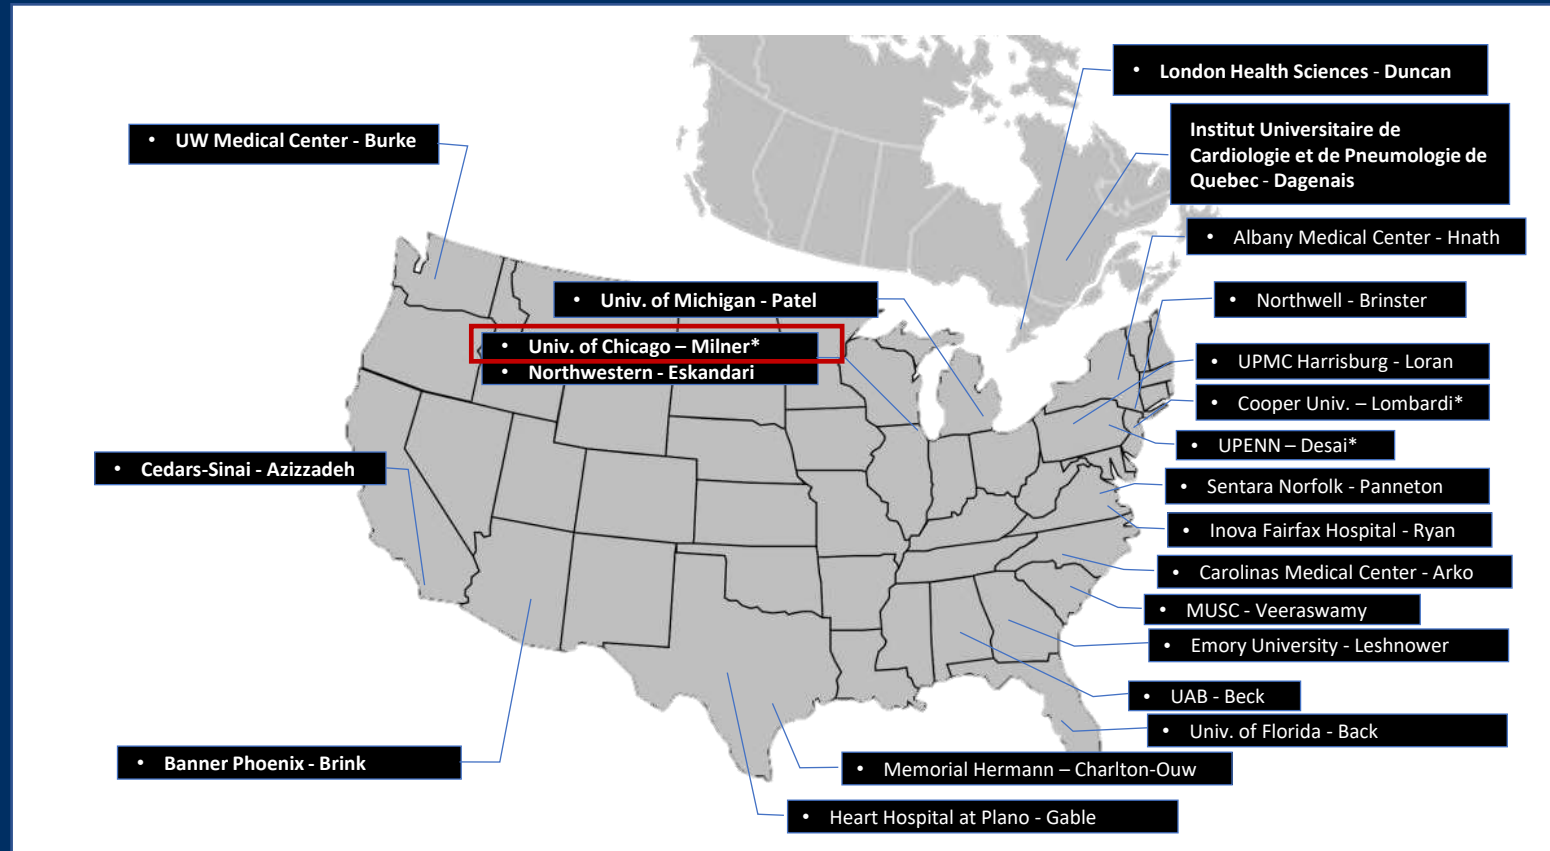 • London Health Sciences - Duncan
Institut Universitaire de
Cardiologie et de Pneumologie de
Quebec - Dagenais
• UW Medical Center - Burke
• Albany Medical Center - Hnath
• Univ. of Michigan - Patel
• Northwell - Brinster
• Univ. of Chicago – Milner*
• Northwestern - Eskandari
• UPMC Harrisburg - Loran
• Cooper Univ. – Lombardi*
• UPENN – Desai*
• Cedars-Sinai - Azizzadeh
• Sentara Norfolk - Panneton
• Inova Fairfax Hospital - Ryan
• Carolinas Medical Center - Arko
• MUSC - Veeraswamy
• Emory University - Leshnower
• UAB - Beck
• Univ. of Florida - Back
• Banner Phoenix - Brink
• Memorial Hermann – Charlton-Ouw
• Heart Hospital at Plano - Gable